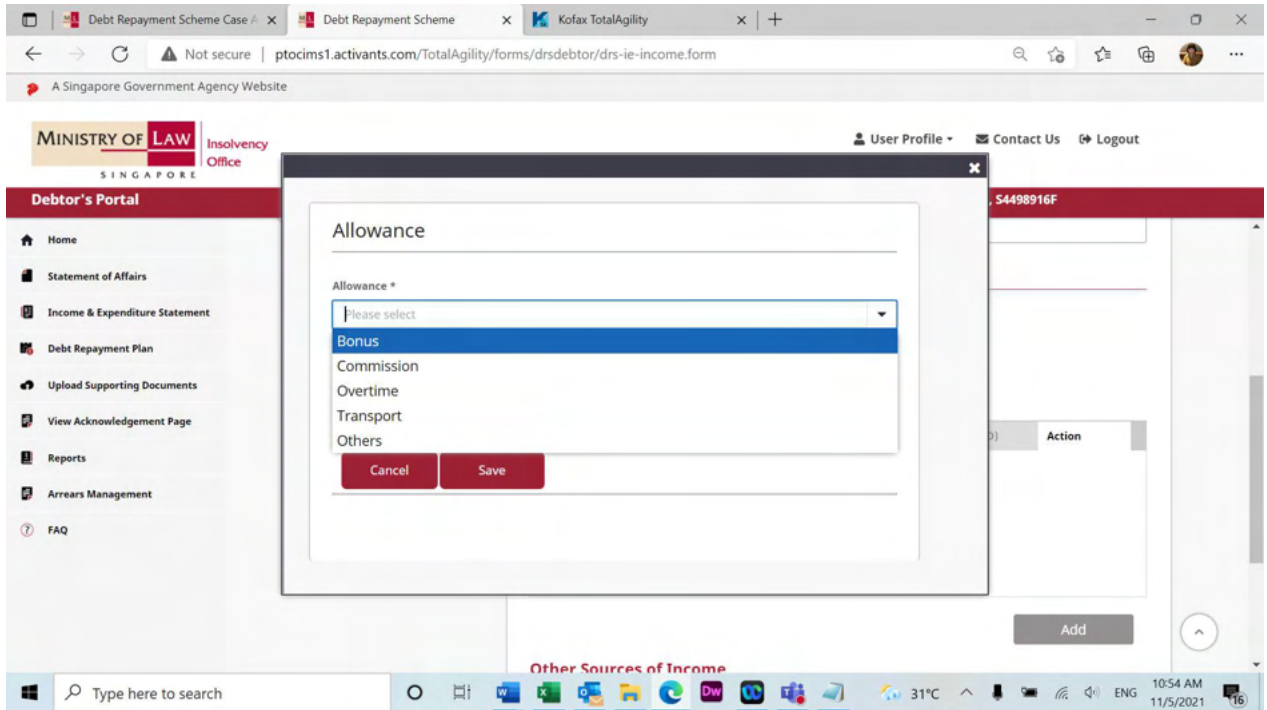 Debt Repayment Scheme Case A
Debt Repayment Scheme
Kofax TotalAgility
Not secure | ptocims1.activants.com/TotalAgility/forms/drsdebtor/drs-ie-income.form
A Singapore Government Agency Website
MINISTRY OF LAW
SINGAPORE
Insolvency
Office
User Profile
Contact Us
Logout
Debtor's Portal
, S4498916F
Home
Statement of Affairs
Income & Expenditure Statement
Debt Repayment Plan
Upload Supporting Documents
View Acknowledgement Page
Reports
Arrears Management
? FAQ
Allowance
Allowance *
Please select
Bonus
Commission
Overtime
Transport
Others
Cancel
Save
Action
Add
Other Sources of Income
Type here to search
31°C
ENG
10:54 AM
11/5/2021
16